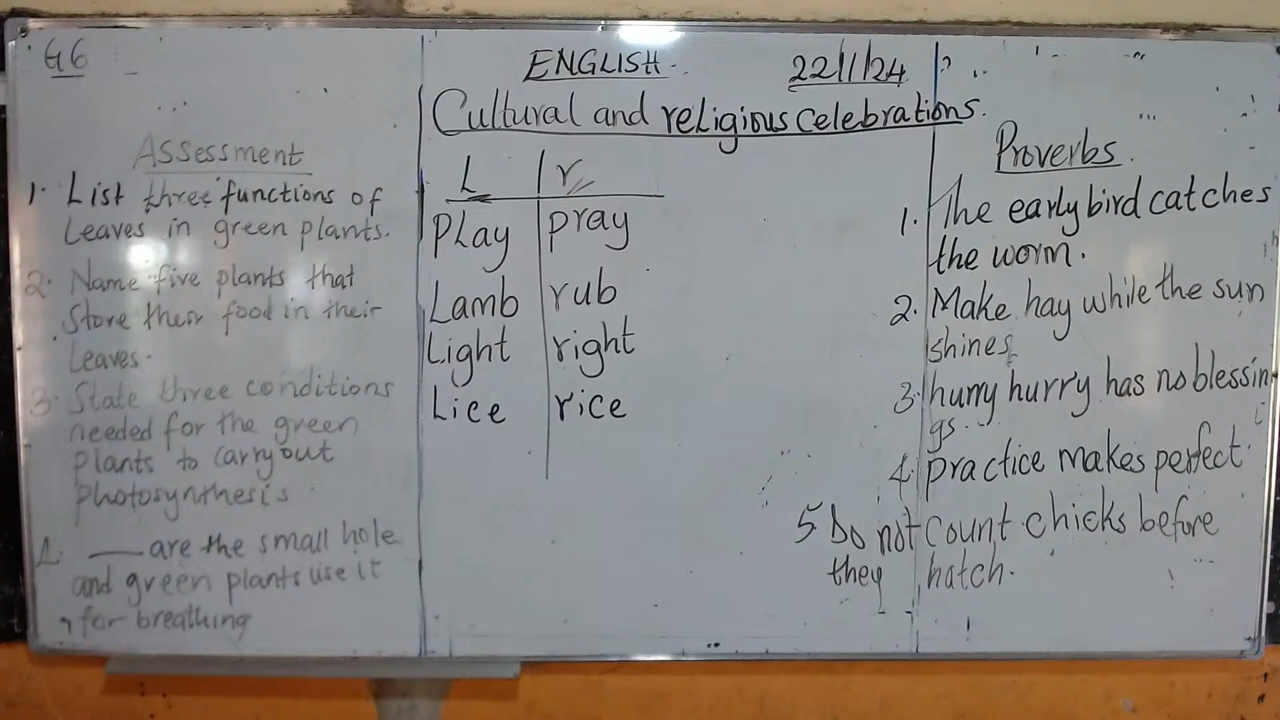 G6
ENGLISH.
22/1/24
Cultural and religious celebrations.
Assessment
1. List three functions of
leaves in green plants.
2. Name five plants that
Store their food in their
leaves.
3. State three conditions
needed for the green
plants to carry out
photosynthesis.
4. ___ are the small hole
and green plants use it
for breathing
L r
Play pray
Lamb rub
Light right
Lice rice
Proverbs.
1. The early bird catches
the worm.
2. Make hay while the sun
shines
3. hurry hurry has no blessin
gs.
4. practice makes perfect.
5 Do not count chicks before
they hatch.